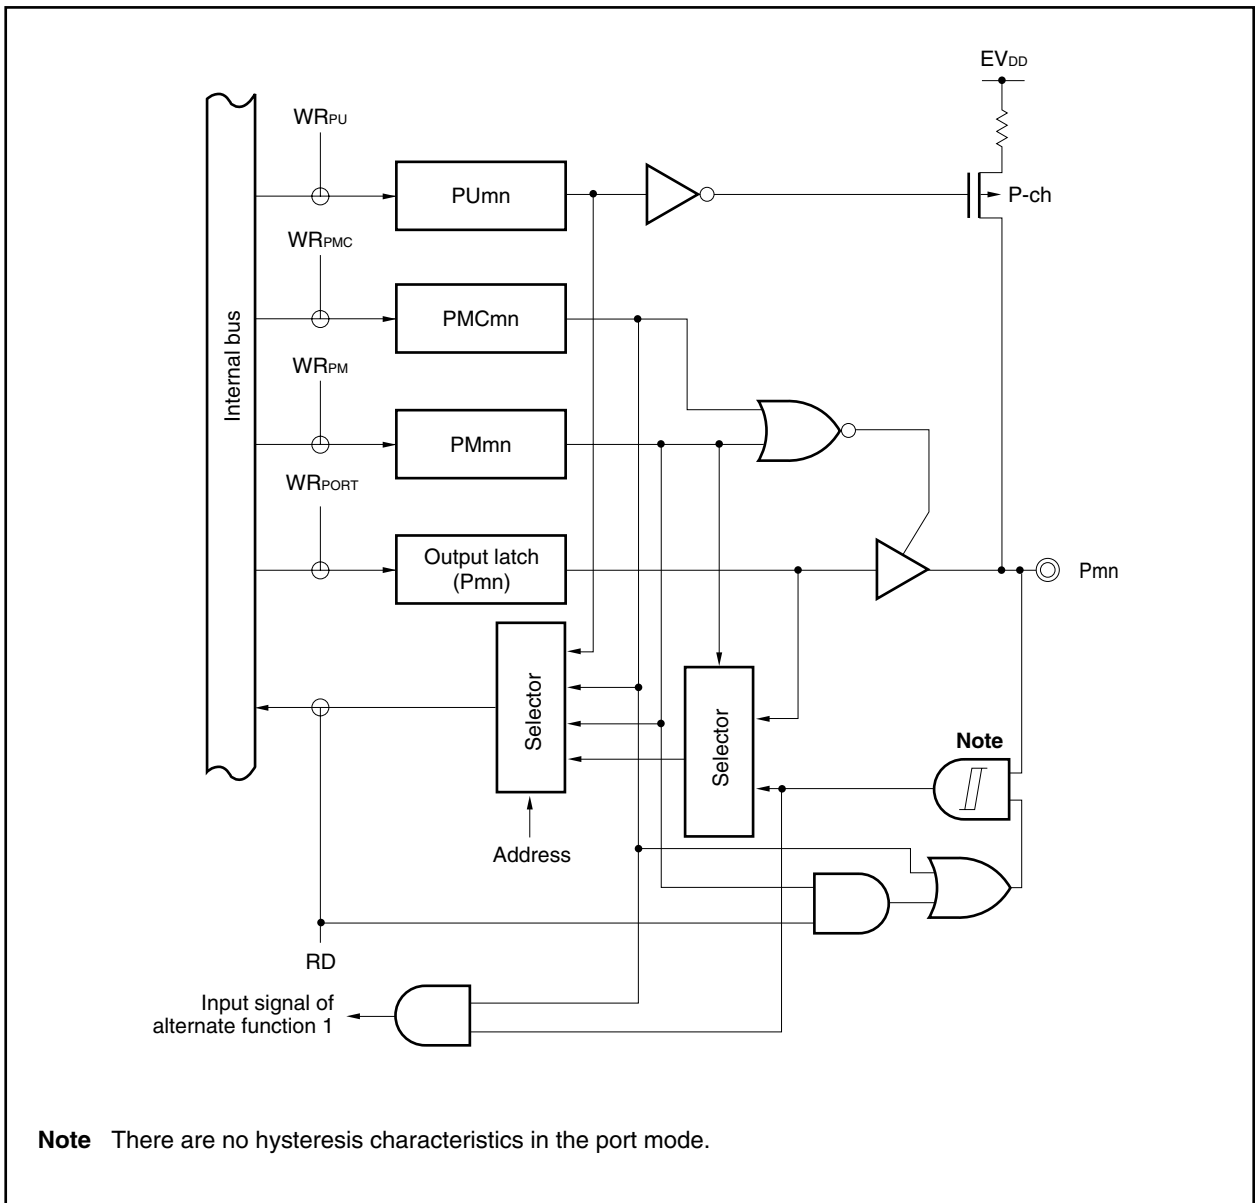 EVDD
WRPU
PUmn
P-ch
WRPMC
PMCmn
Internal bus
WRPM
PMmn
WRPORT
Output latch
(Pmn)
Pmn
Selector
Selector
Note
Address
RD
Input signal of
alternate function 1
Note There are no hysteresis characteristics in the port mode.